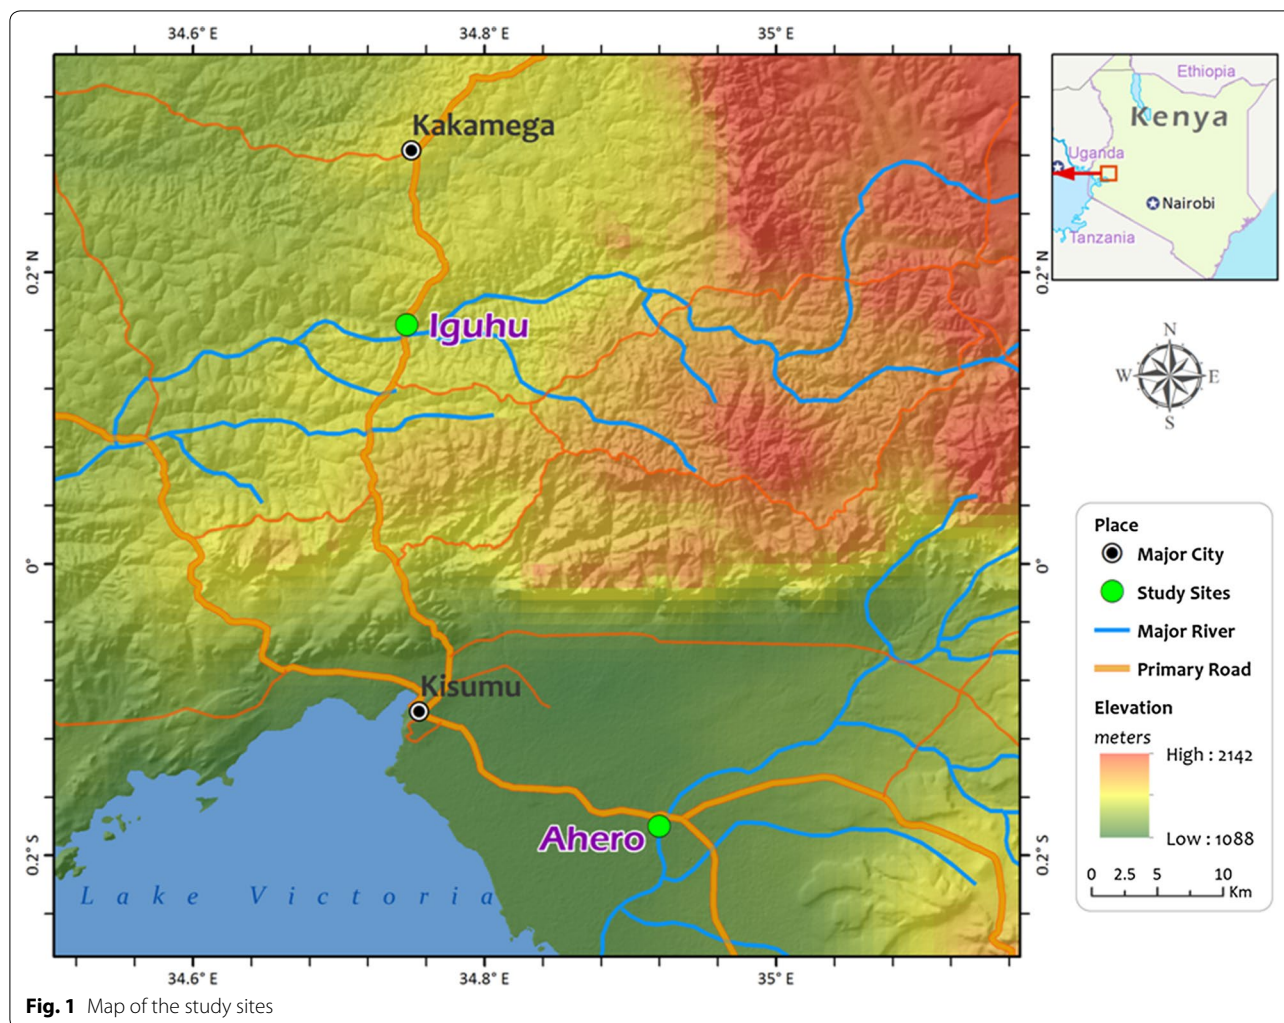 34.6° E 34.8° E 35° E
Ethiopia
Kenya
Uganda
Nairobi
Tanzania
Kakamega
0.2° N 0.2° N
Iguhu
N
W E
S
0° 0°
Kisumu
Ahero
0.2° S 0.2° S
Lake Victoria
Place
Major City
Study Sites
Major River
Primary Road
Elevation
meters
High : 2142
Low : 1088
0 2.5 5 10
Km
34.6° E 34.8° E 35° E
Fig. 1 Map of the study sites